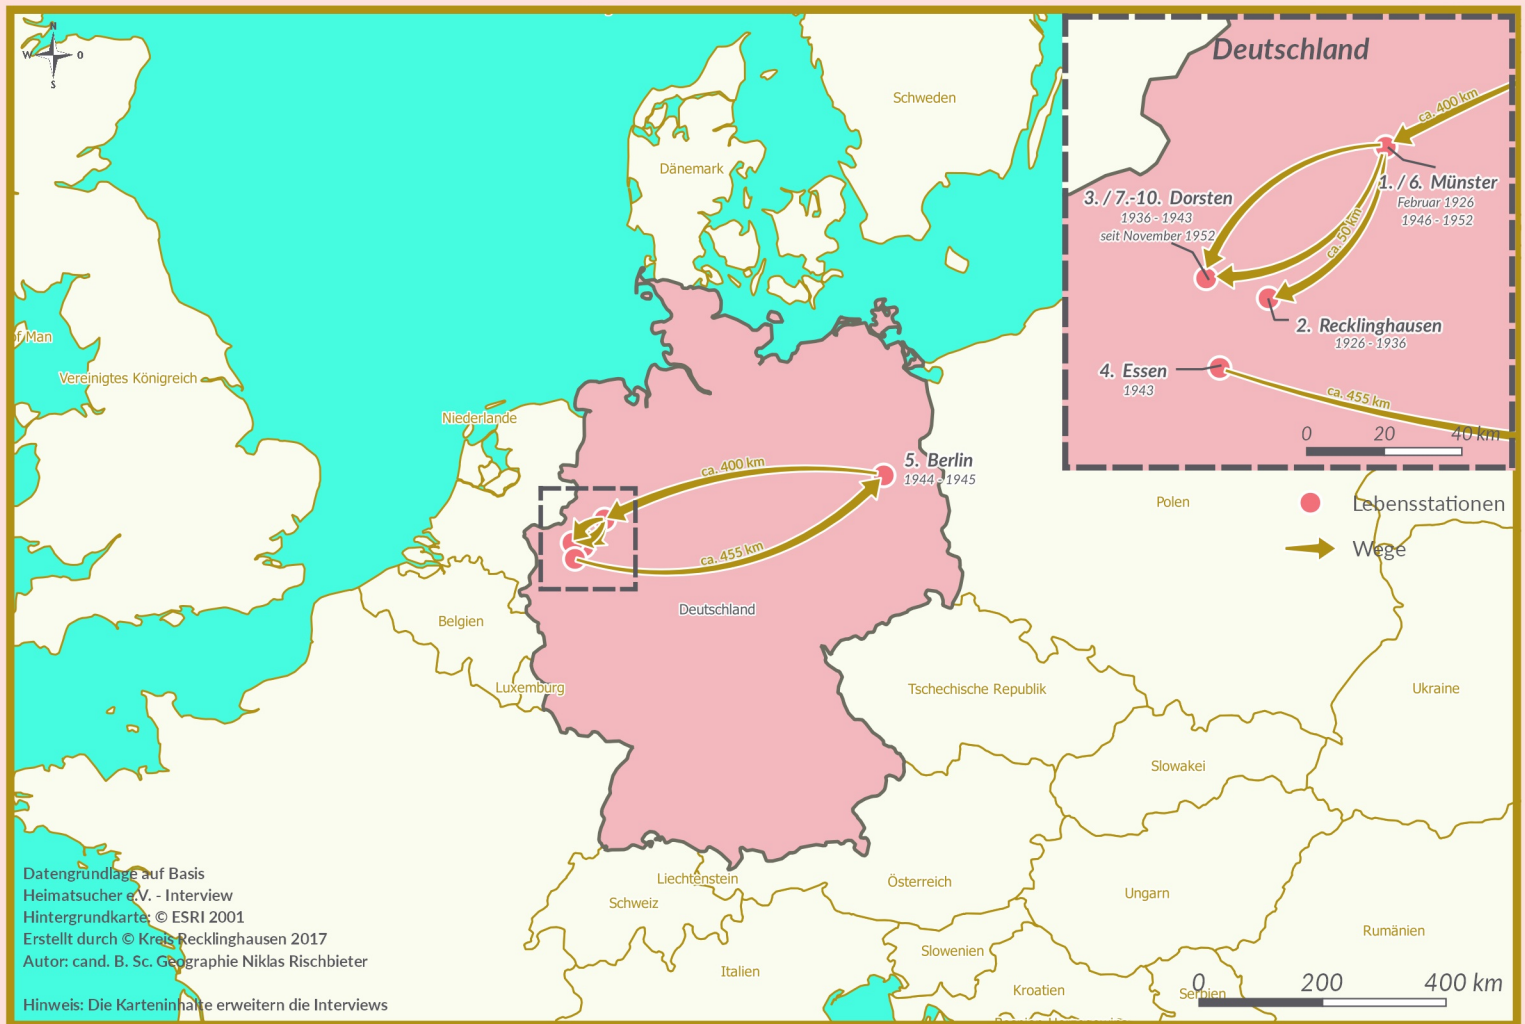 N
W
O
S
Deutschland
ca. 400 km
1. / 6. Münster
Februar 1926
1946 - 1952
3. / 7.-10. Dorsten
1936 - 1943
seit November 1952
ca. 50 km
2. Recklinghausen
1926 - 1936
4. Essen
1943
ca. 455 km
0 20 40 km
Schweden
Dänemark
of Man
Vereinigtes Königreich
Niederlande
ca. 400 km
5. Berlin
1944 - 1945
ca. 455 km
Polen
Lebensstationen
Wege
Deutschland
Belgien
Luxemburg
Tschechische Republik
Ukraine
Slowakei
Liechtenstein
Österreich
Schweiz
Ungarn
Rumänien
Italien
Slowenien
Kroatien
Serbien
Datengrundlage auf Basis
Heimatsucher e.V. - Interview
Hintergrundkarte: © ESRI 2001
Erstellt durch © Kreis Recklinghausen 2017
Autor: cand. B. Sc. Geographie Niklas Rischbieter
Hinweis: Die Karteninhalte erweitern die Interviews
0 200 400 km